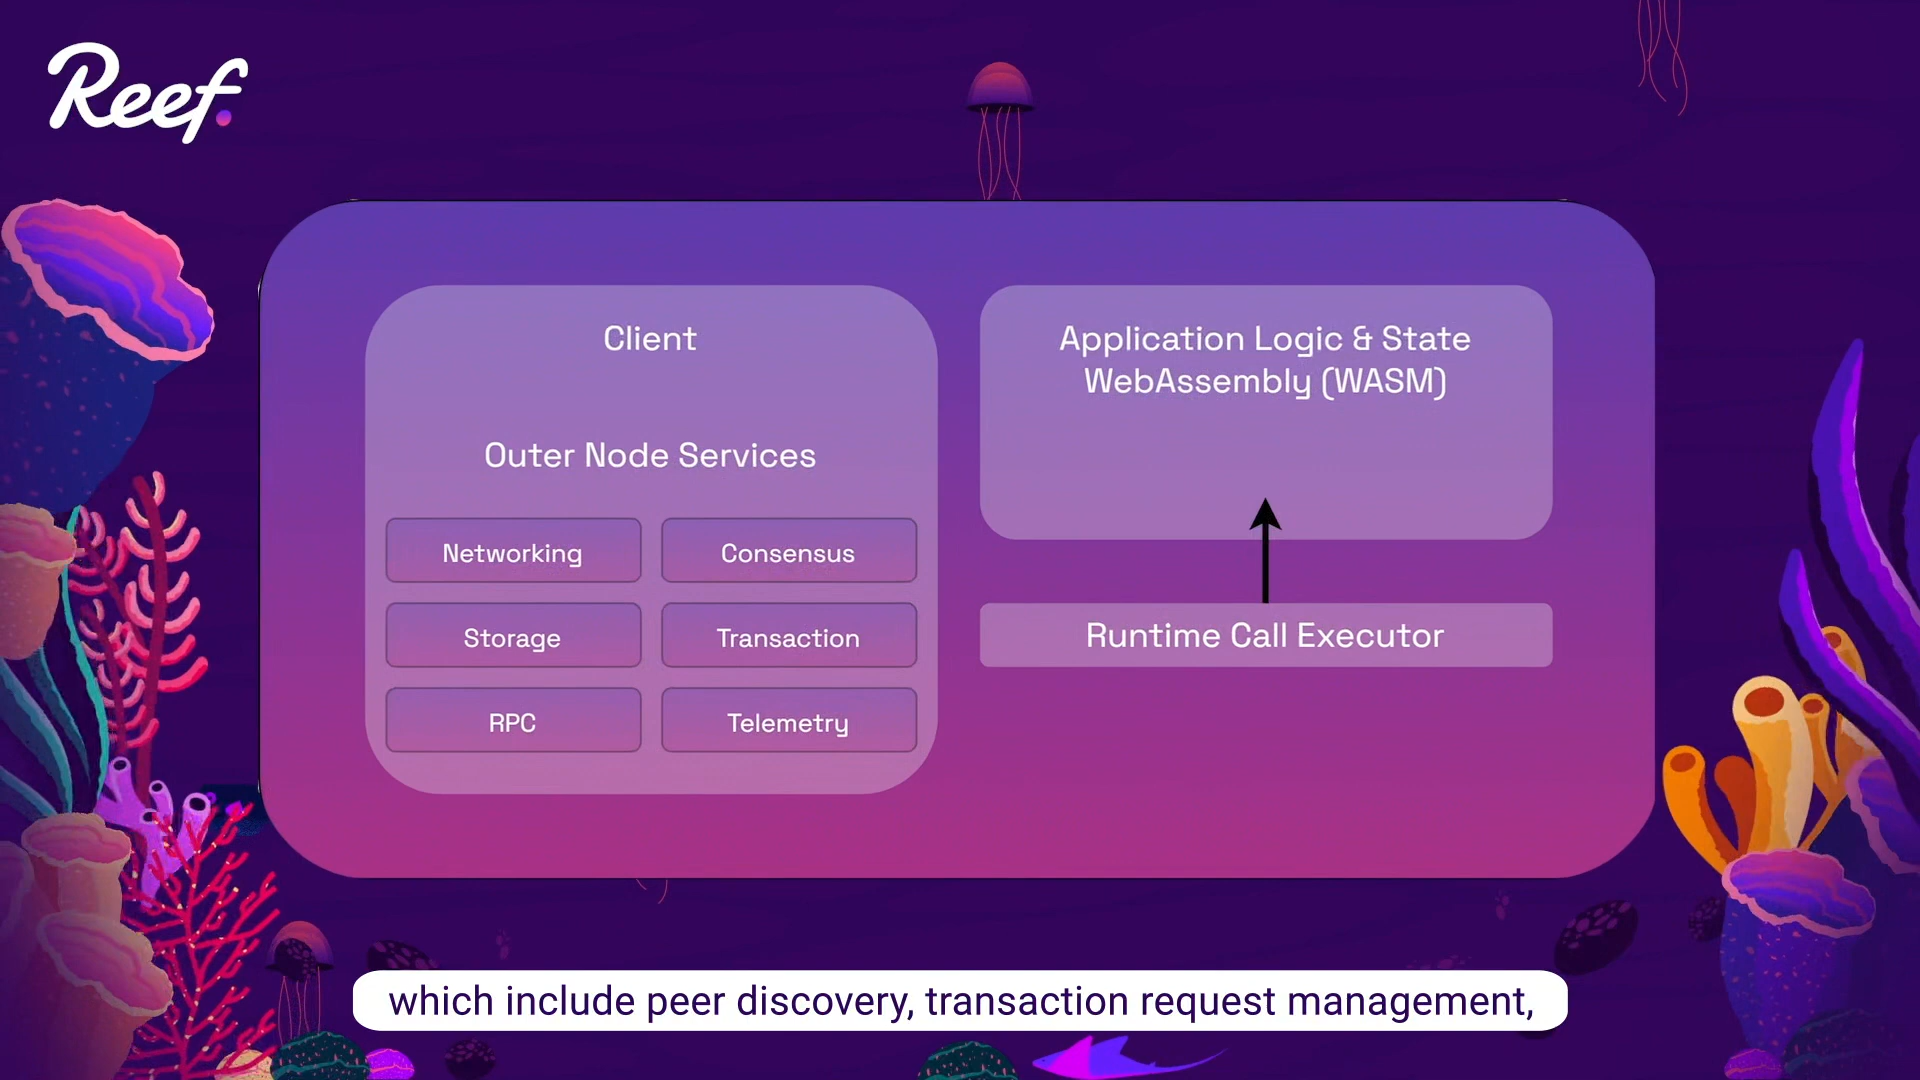 Reef.
Client
Outer Node Services
Networking
Consensus
Storage
Transaction
RPC
Telemetry
Application Logic & State
WebAssembly (WASM)
Runtime Call Executor
which include peer discovery, transaction request management,